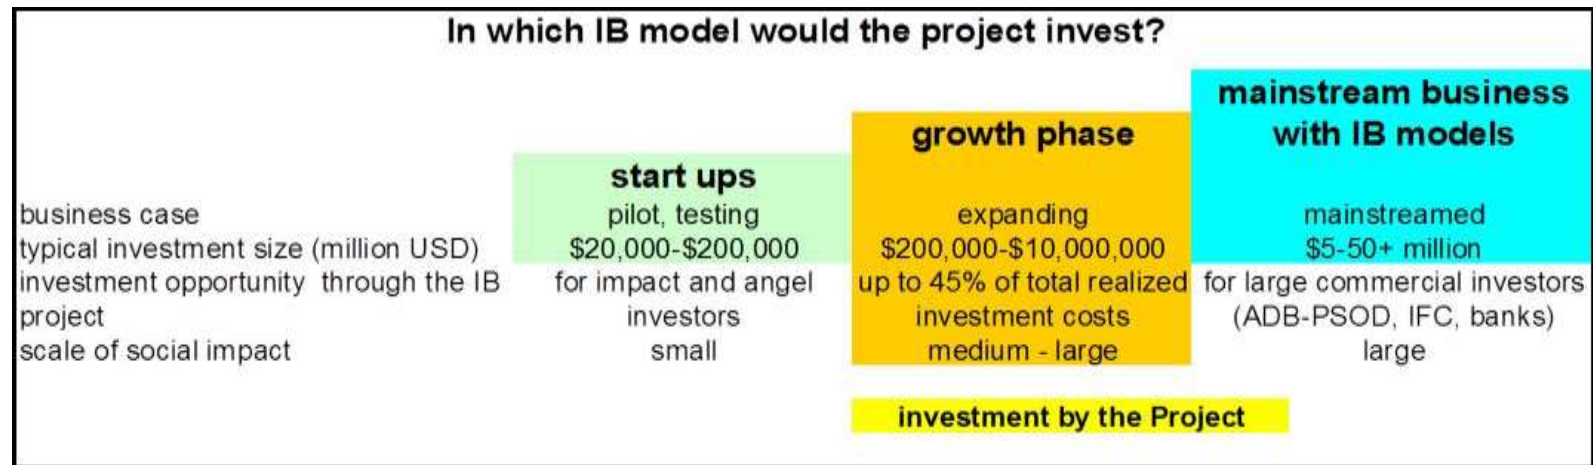 In which IB model would the project invest?
mainstream business
with IB models
growth phase
start ups
business case pilot, testing expanding mainstreamed
typical investment size (million USD) $20,000-$200,000 $200,000-$10,000,000 $5-50+ million
investment opportunity through the IB for impact and angel up to 45% of total realized for large commercial investors
project investors investment costs (ADB-PSOD, IFC, banks)
scale of social impact small medium - large large
investment by the Project